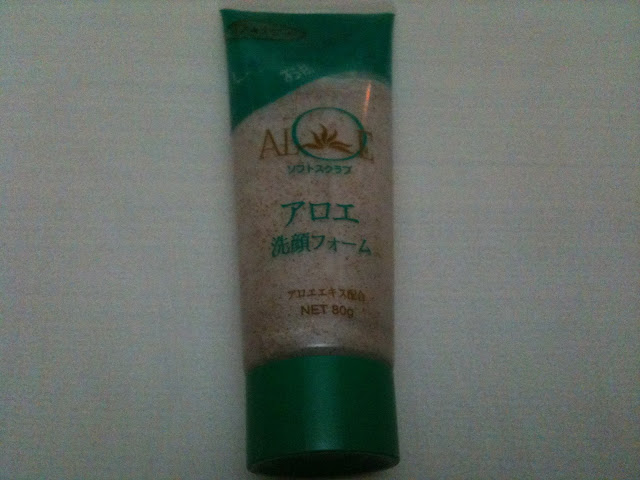 ALOE
ソフトスクラブ
アロエ
洗顔フォーム
アロエエキス配合
NET 80g